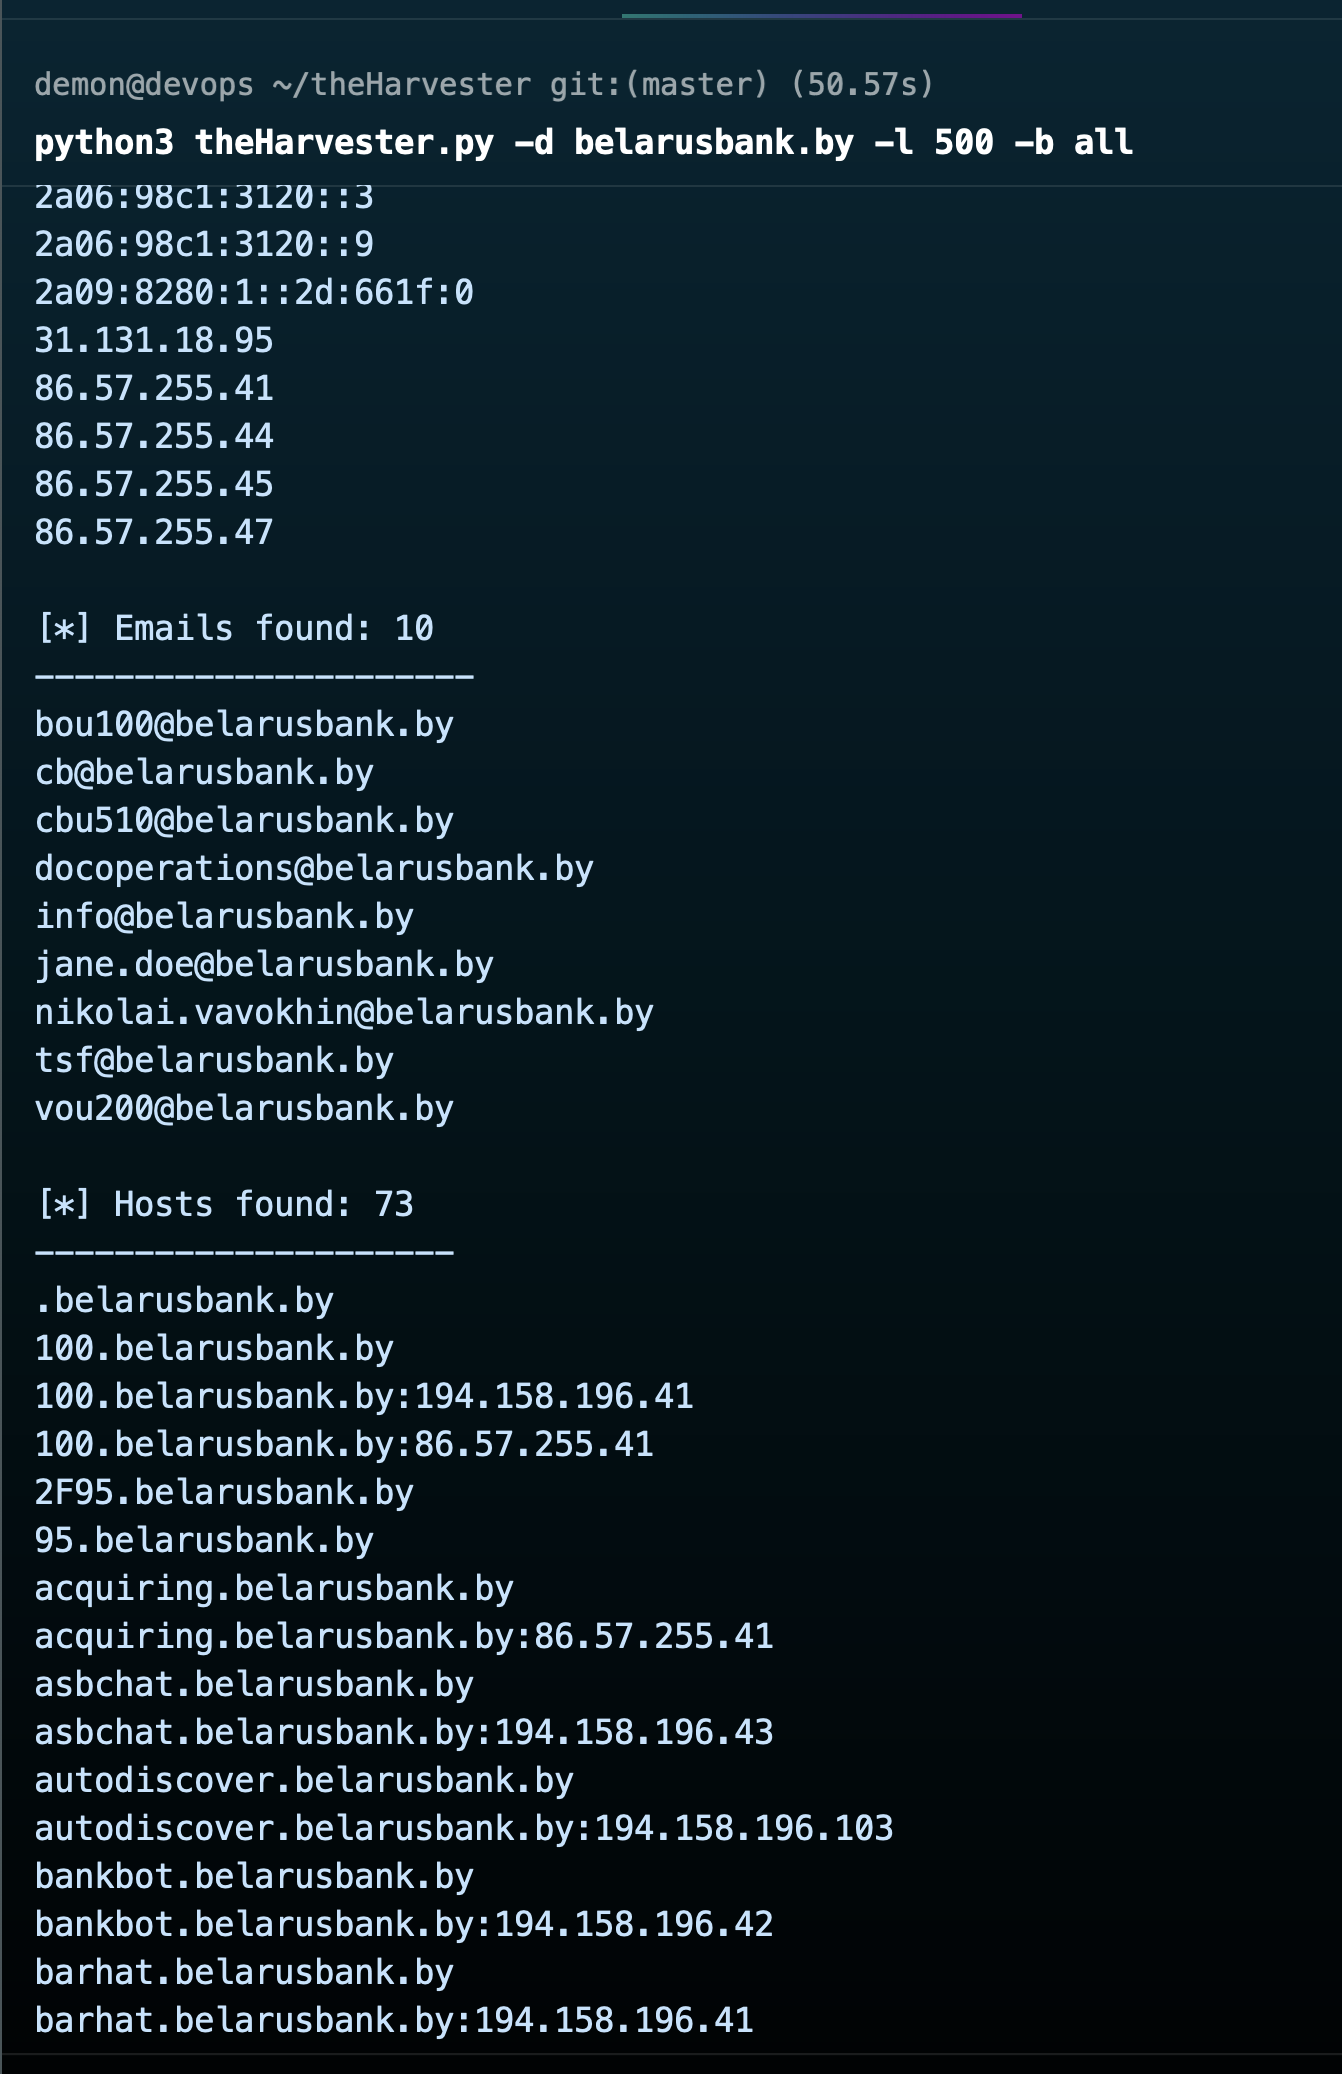 demon@devops ~/theHarvester git:(master) (50.57s)
python3 theHarvester.py -d belarusbank.by -l 500 -b all
2a06:98c1:3120::3
2a06:98c1:3120::9
2a09:8280:1::2d:661f:0
31.131.18.95
86.57.255.41
86.57.255.44
86.57.255.45
86.57.255.47
[*] Emails found: 10
----------------------
bou100@belarusbank.by
cb@belarusbank.by
cbu510@belarusbank.by
docoperations@belarusbank.by
info@belarusbank.by
jane.doe@belarusbank.by
nikolai.vavokhin@belarusbank.by
tsf@belarusbank.by
vou200@belarusbank.by
[*] Hosts found: 73
---------------------
.belarusbank.by
100.belarusbank.by
100.belarusbank.by:194.158.196.41
100.belarusbank.by:86.57.255.41
2F95.belarusbank.by
95.belarusbank.by
acquiring.belarusbank.by
acquiring.belarusbank.by:86.57.255.41
asbchat.belarusbank.by
asbchat.belarusbank.by:194.158.196.43
autodiscover.belarusbank.by
autodiscover.belarusbank.by:194.158.196.103
bankbot.belarusbank.by
bankbot.belarusbank.by:194.158.196.42
barhat.belarusbank.by
barhat.belarusbank.by:194.158.196.41